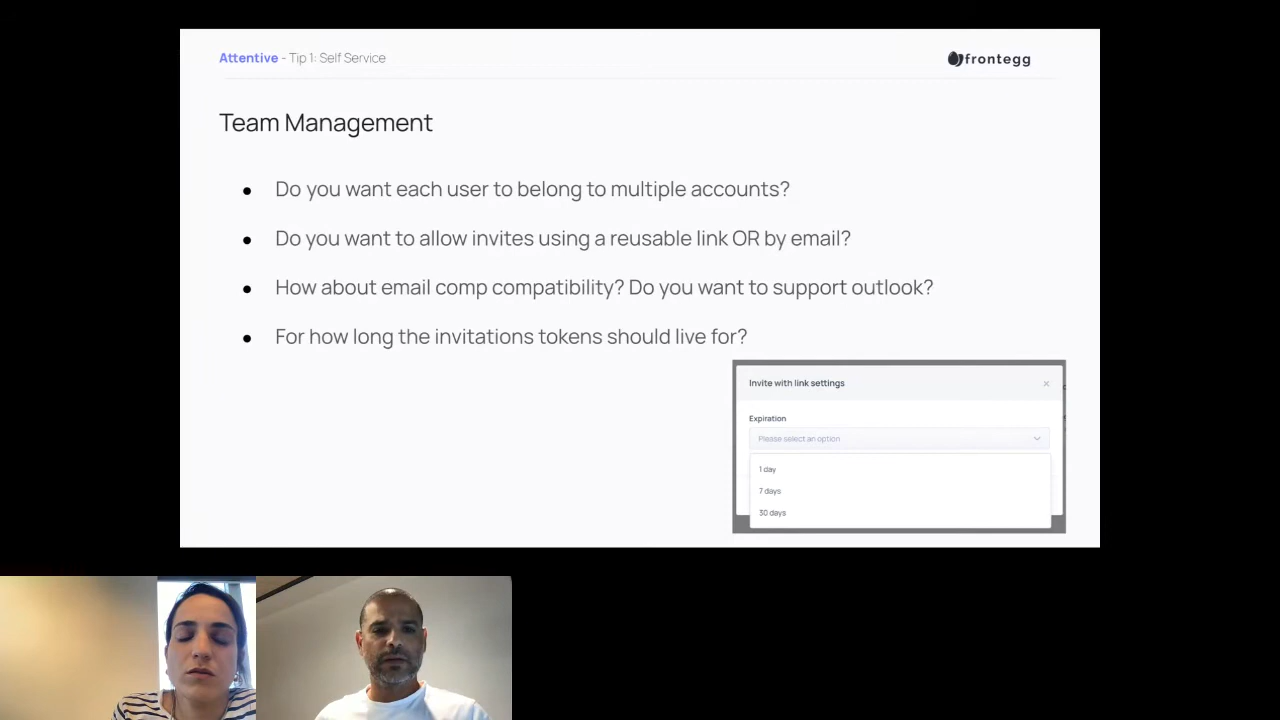 Attentive - Tip 1: Self Service
frontegg
Team Management
● Do you want each user to belong to multiple accounts?
● Do you want to allow invites using a reusable link OR by email?
● How about email comp compatibility? Do you want to support outlook?
● For how long the invitations tokens should live for?
Invite with link settings
Expiration
Please select an option
1 day
7 days
30 days